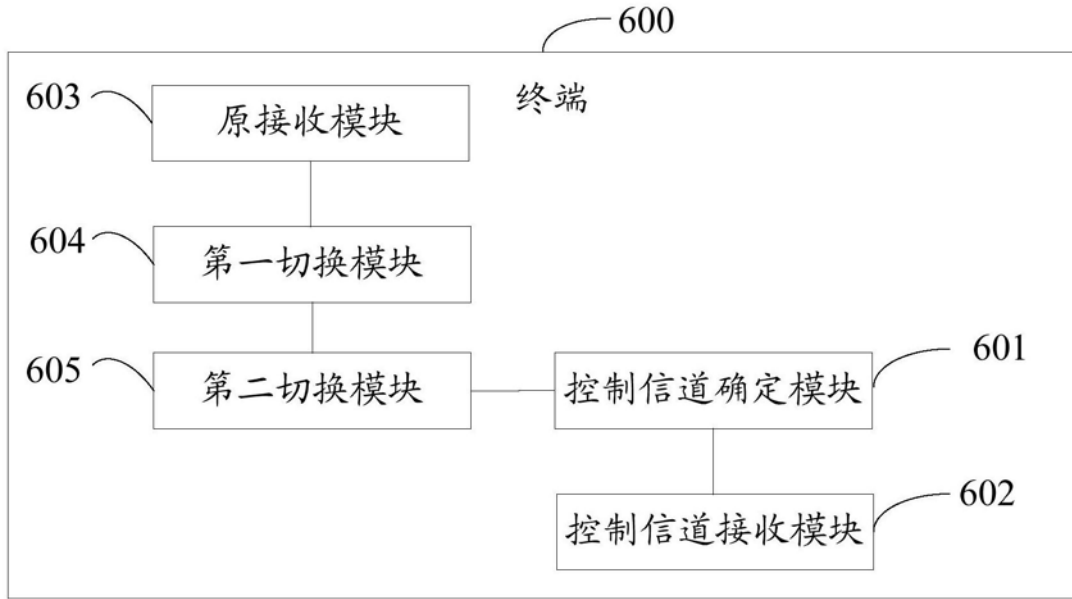 600
603
终端
原接收模块
604
第一切换模块
605
第二切换模块
601
控制信道确定模块
602
控制信道接收模块